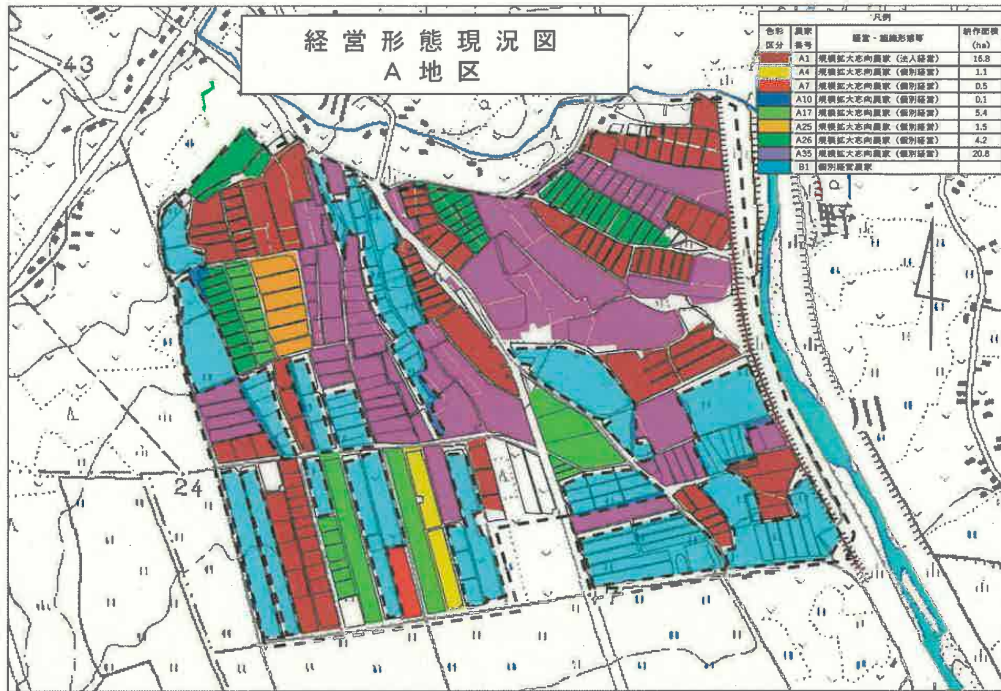 経営形態現況図
A地区
凡例
色彩区分 農家番号 経営・組織形態等 耕作面積(ha)
A1 規模拡大志向農家（法人経営） 16.8
A4 規模拡大志向農家（個別経営） 1.1
A7 規模拡大志向農家（個別経営） 0.5
A10 規模拡大志向農家（個別経営） 0.1
A17 規模拡大志向農家（個別経営） 5.4
A25 規模拡大志向農家（個別経営） 1.5
A26 規模拡大志向農家（個別経営） 4.2
A35 規模拡大志向農家（個別経営） 20.8
B1 個別経営農家
43
野
川
24